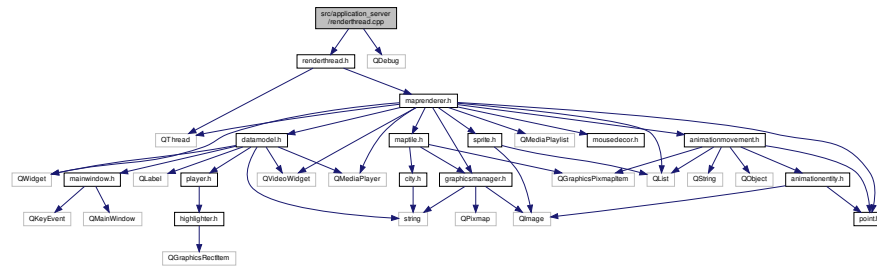 src/application_server
/renderthread.cpp
renderthread.h
QDebug
maprenderer.h
QThread
datamodel.h
maptile.h
sprite.h
QMediaPlaylist
mousedecor.h
animationmovement.h
QWidget
mainwindow.h
QLabel
player.h
QVideoWidget
QMediaPlayer
city.h
graphicsmanager.h
QGraphicsPixmapItem
QList
QString
QObject
animationentity.h
QKeyEvent
QMainWindow
highlighter.h
string
QPixmap
QImage
point.h
QGraphicsRectItem